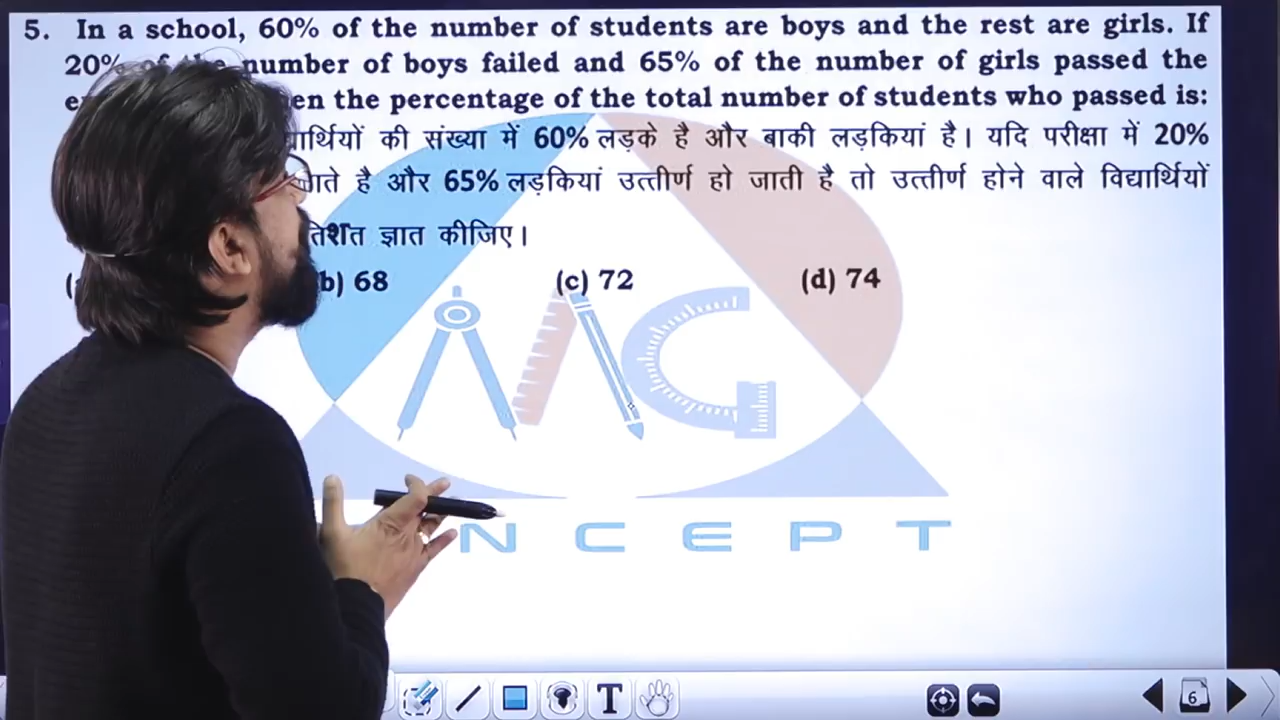 5. In a school, 60% of the number of students are boys and the rest are girls. If
20% of the number of boys failed and 65% of the number of girls passed the
en the percentage of the total number of students who passed is:
की संख्या में 60% लड़के है और बाकी लड़कियां है। यदि परीक्षा में 20%
है और 65% लड़कियां उत्तीर्ण हो जाती है तो उत्तीर्ण होने वाले विद्यार्थियों
ज्ञात कीजिए।
b) 68 (c) 72 (d) 74
MG
NCEPT
T
6